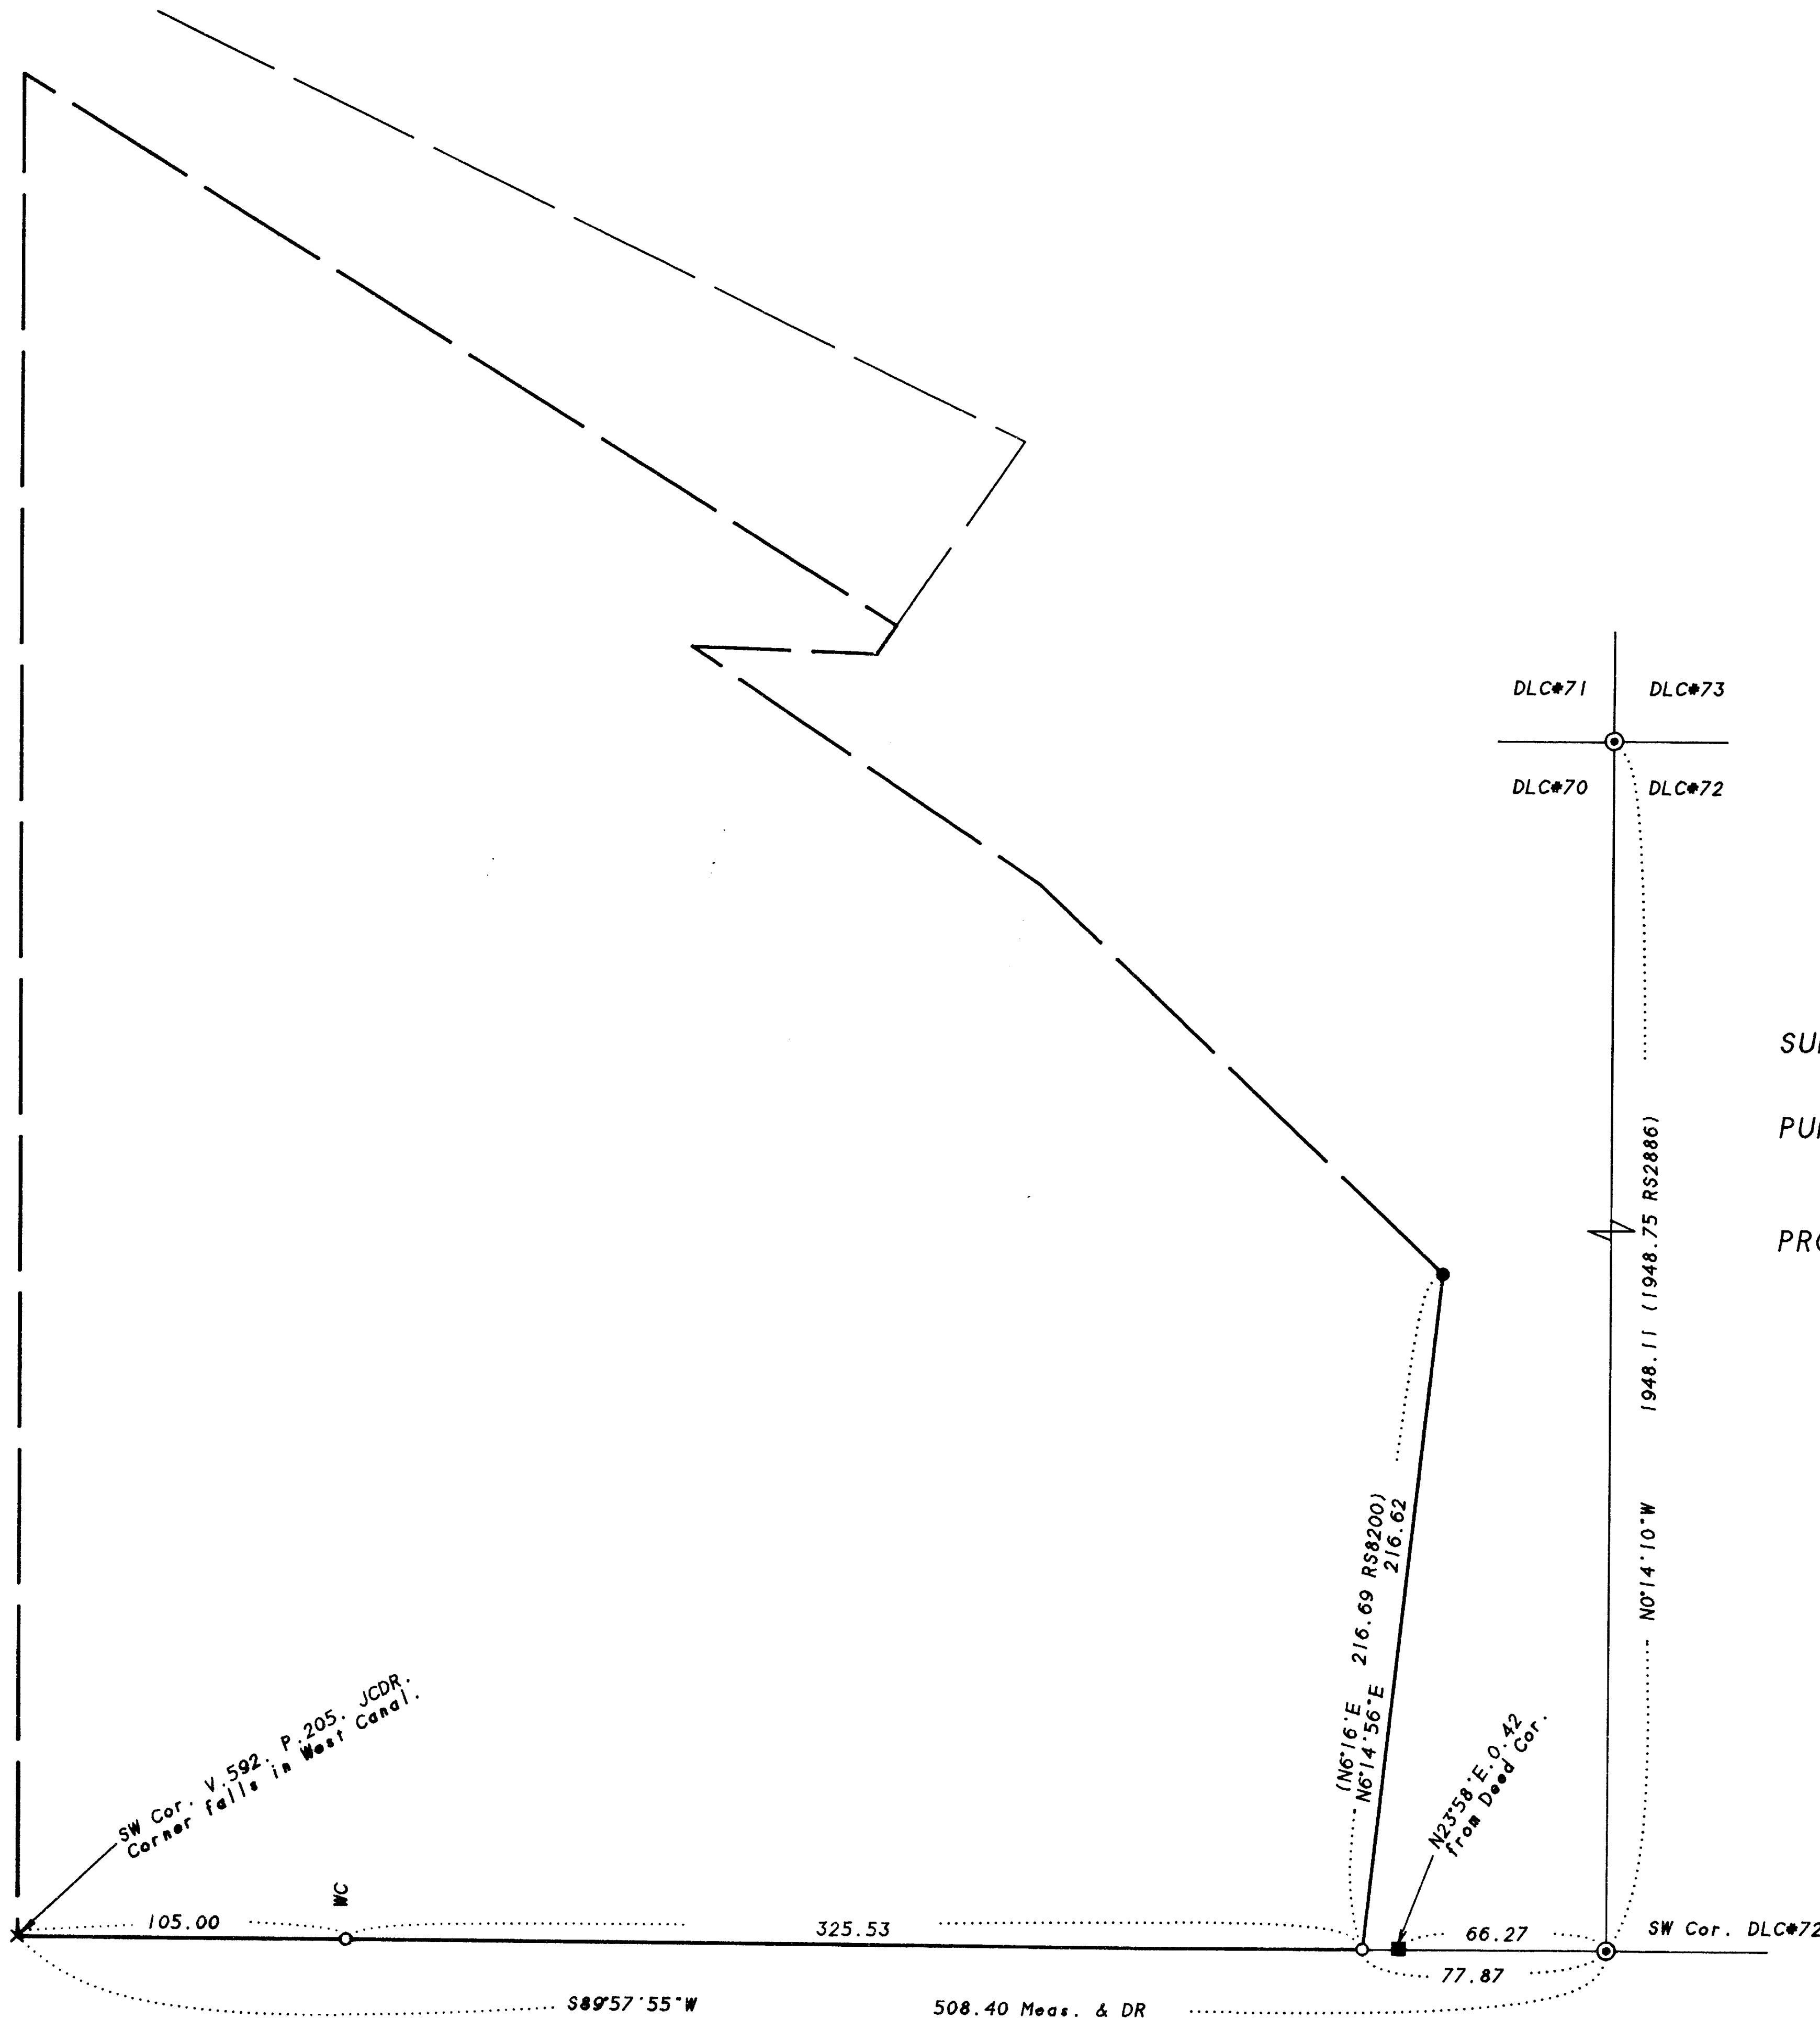 DLC#71
DLC#73
DLC#70
DLC#72
1948.11 (1948.75 RS2886)
N0°14'10"W
(N6°16'E 216.69 RS8200)
N6°14'56"E 216.62
N23°58'E.0.42
from Deed Cor.
SW Cor. V.592. P.205. JCDR.
Corner falls in West Canal.
WC
105.00
325.53
66.27
SW Cor. DLC#72
77.87
S89°57'55"W
508.40 Meas. & DR